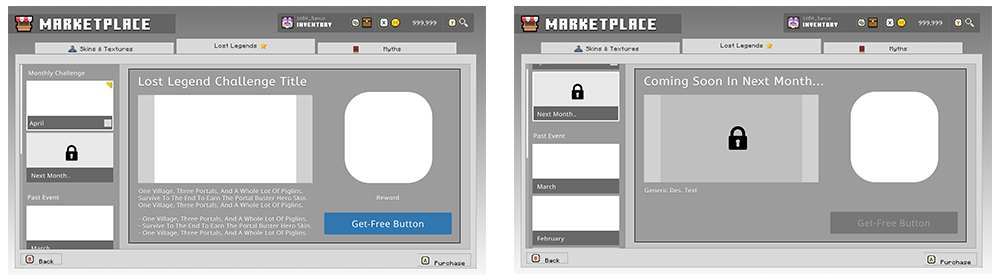 MARKETPLACE
INVENTORY
999,999
Skins & Textures
Lost Legends
Myths
Monthly Challenge
April
Next Month..
Past Event
March
Lost Legend Challenge Title
One Village, Three Portals, And A Whole Lot Of Piglins.
Survive To The End To Earn The Portal Buster Hero Skin.
One Village, Three Portals, And A Whole Lot Of Piglins.
- One Village, Three Portals, And A Whole Lot Of Piglins.
- Survive To The End To Earn The Portal Buster Hero Skin.
- One Village, Three Portals, And A Whole Lot Of Piglins.
Reward
Get-Free Button
B Back
A Purchase
MARKETPLACE
INVENTORY
X
999,999
Y
Skins & Textures
Lost Legends
Myths
Next Month..
Past Event
March
February
Coming Soon In Next Month...
Generic Des. Text
Get-Free Button
B Back
A Purchase